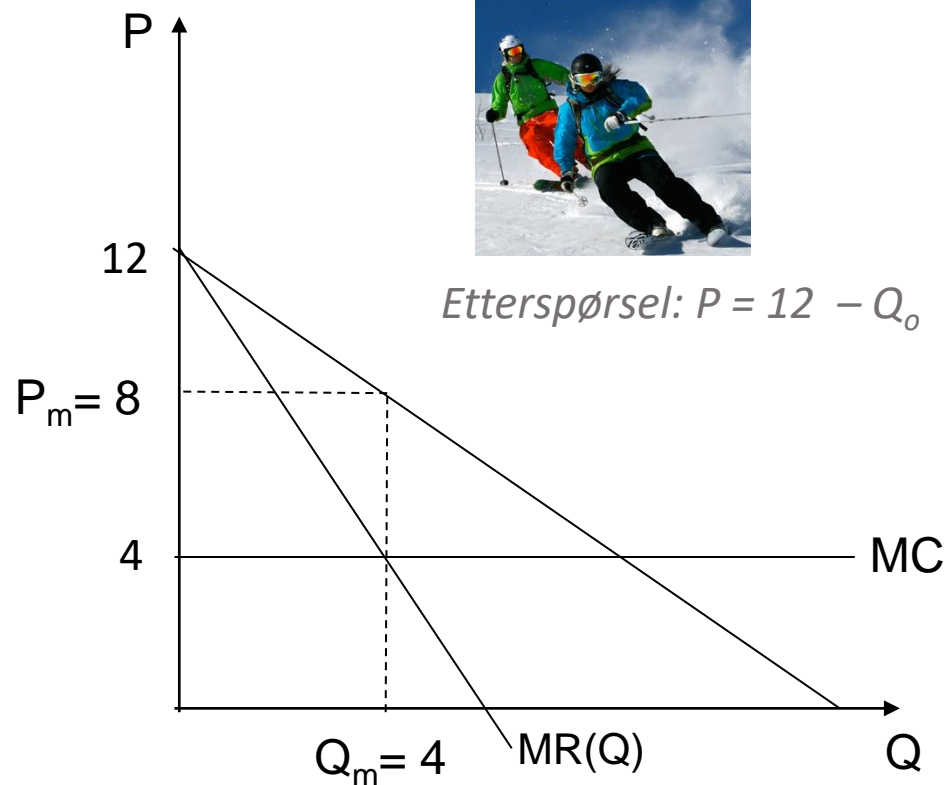 P
12
Etterspørsel: P = 12 – Qo
Pm= 8
4
MC
Qm= 4
MR(Q)
Q